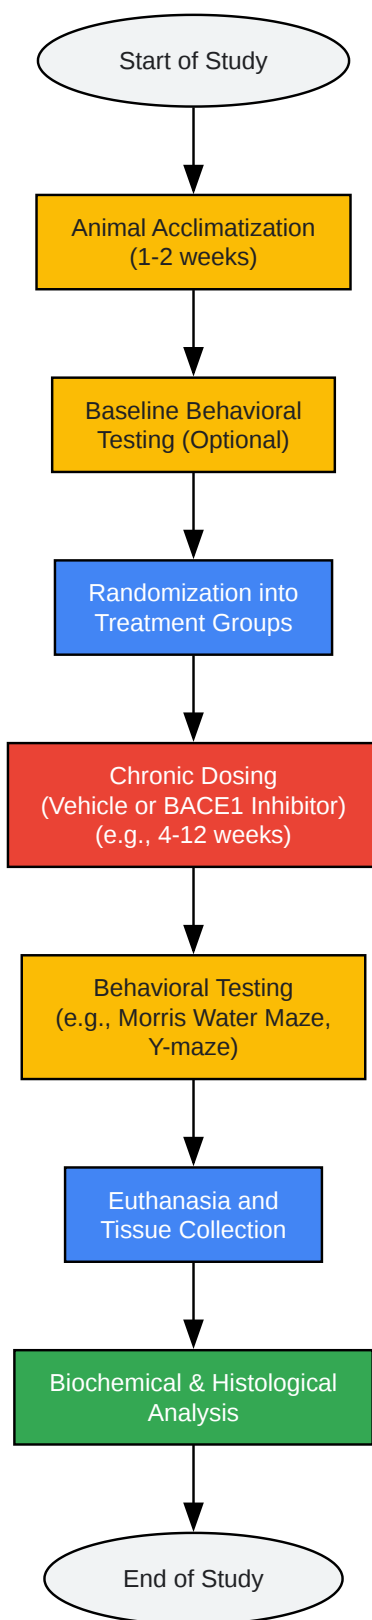 Start of Study
Animal Acclimatization
(1-2 weeks)
Baseline Behavioral
Testing (Optional)
Randomization into
Treatment Groups
Chronic Dosing
(Vehicle or BACE1 Inhibitor)
(e.g., 4-12 weeks)
Behavioral Testing
(e.g., Morris Water Maze,
Y-maze)
Euthanasia and
Tissue Collection
Biochemical & Histological
Analysis
End of Study